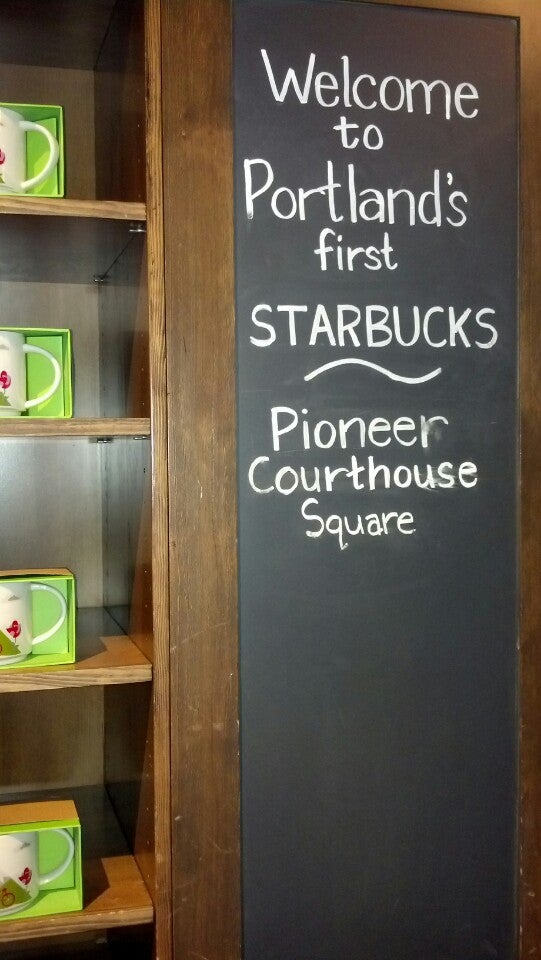 Welcome
to
Portland's
first
STARBUCKS
Pioneer
Courthouse
Square